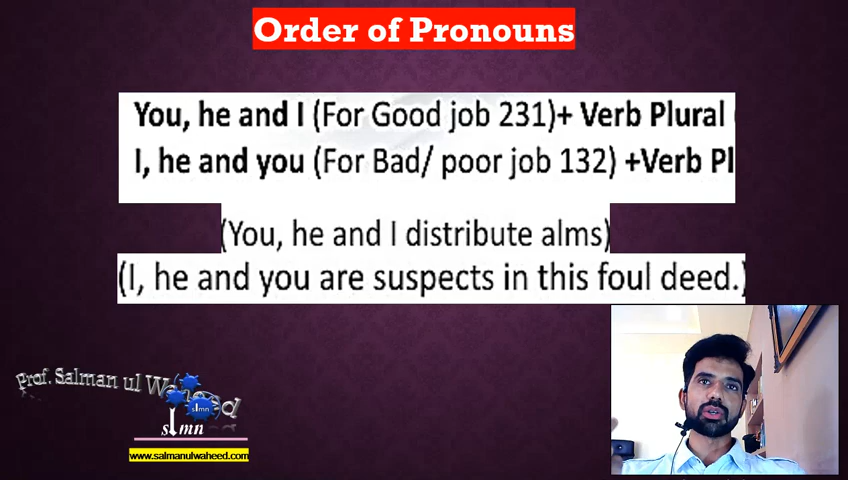 Order of Pronouns
You, he and I (For Good job 231)+ Verb Plural
I, he and you (For Bad/ poor job 132) +Verb Pl
(You, he and I distribute alms)
(I, he and you are suspects in this foul deed.)
Prof. Salman ul Waheed
slmn
slmn
www.salmanulwaheed.com